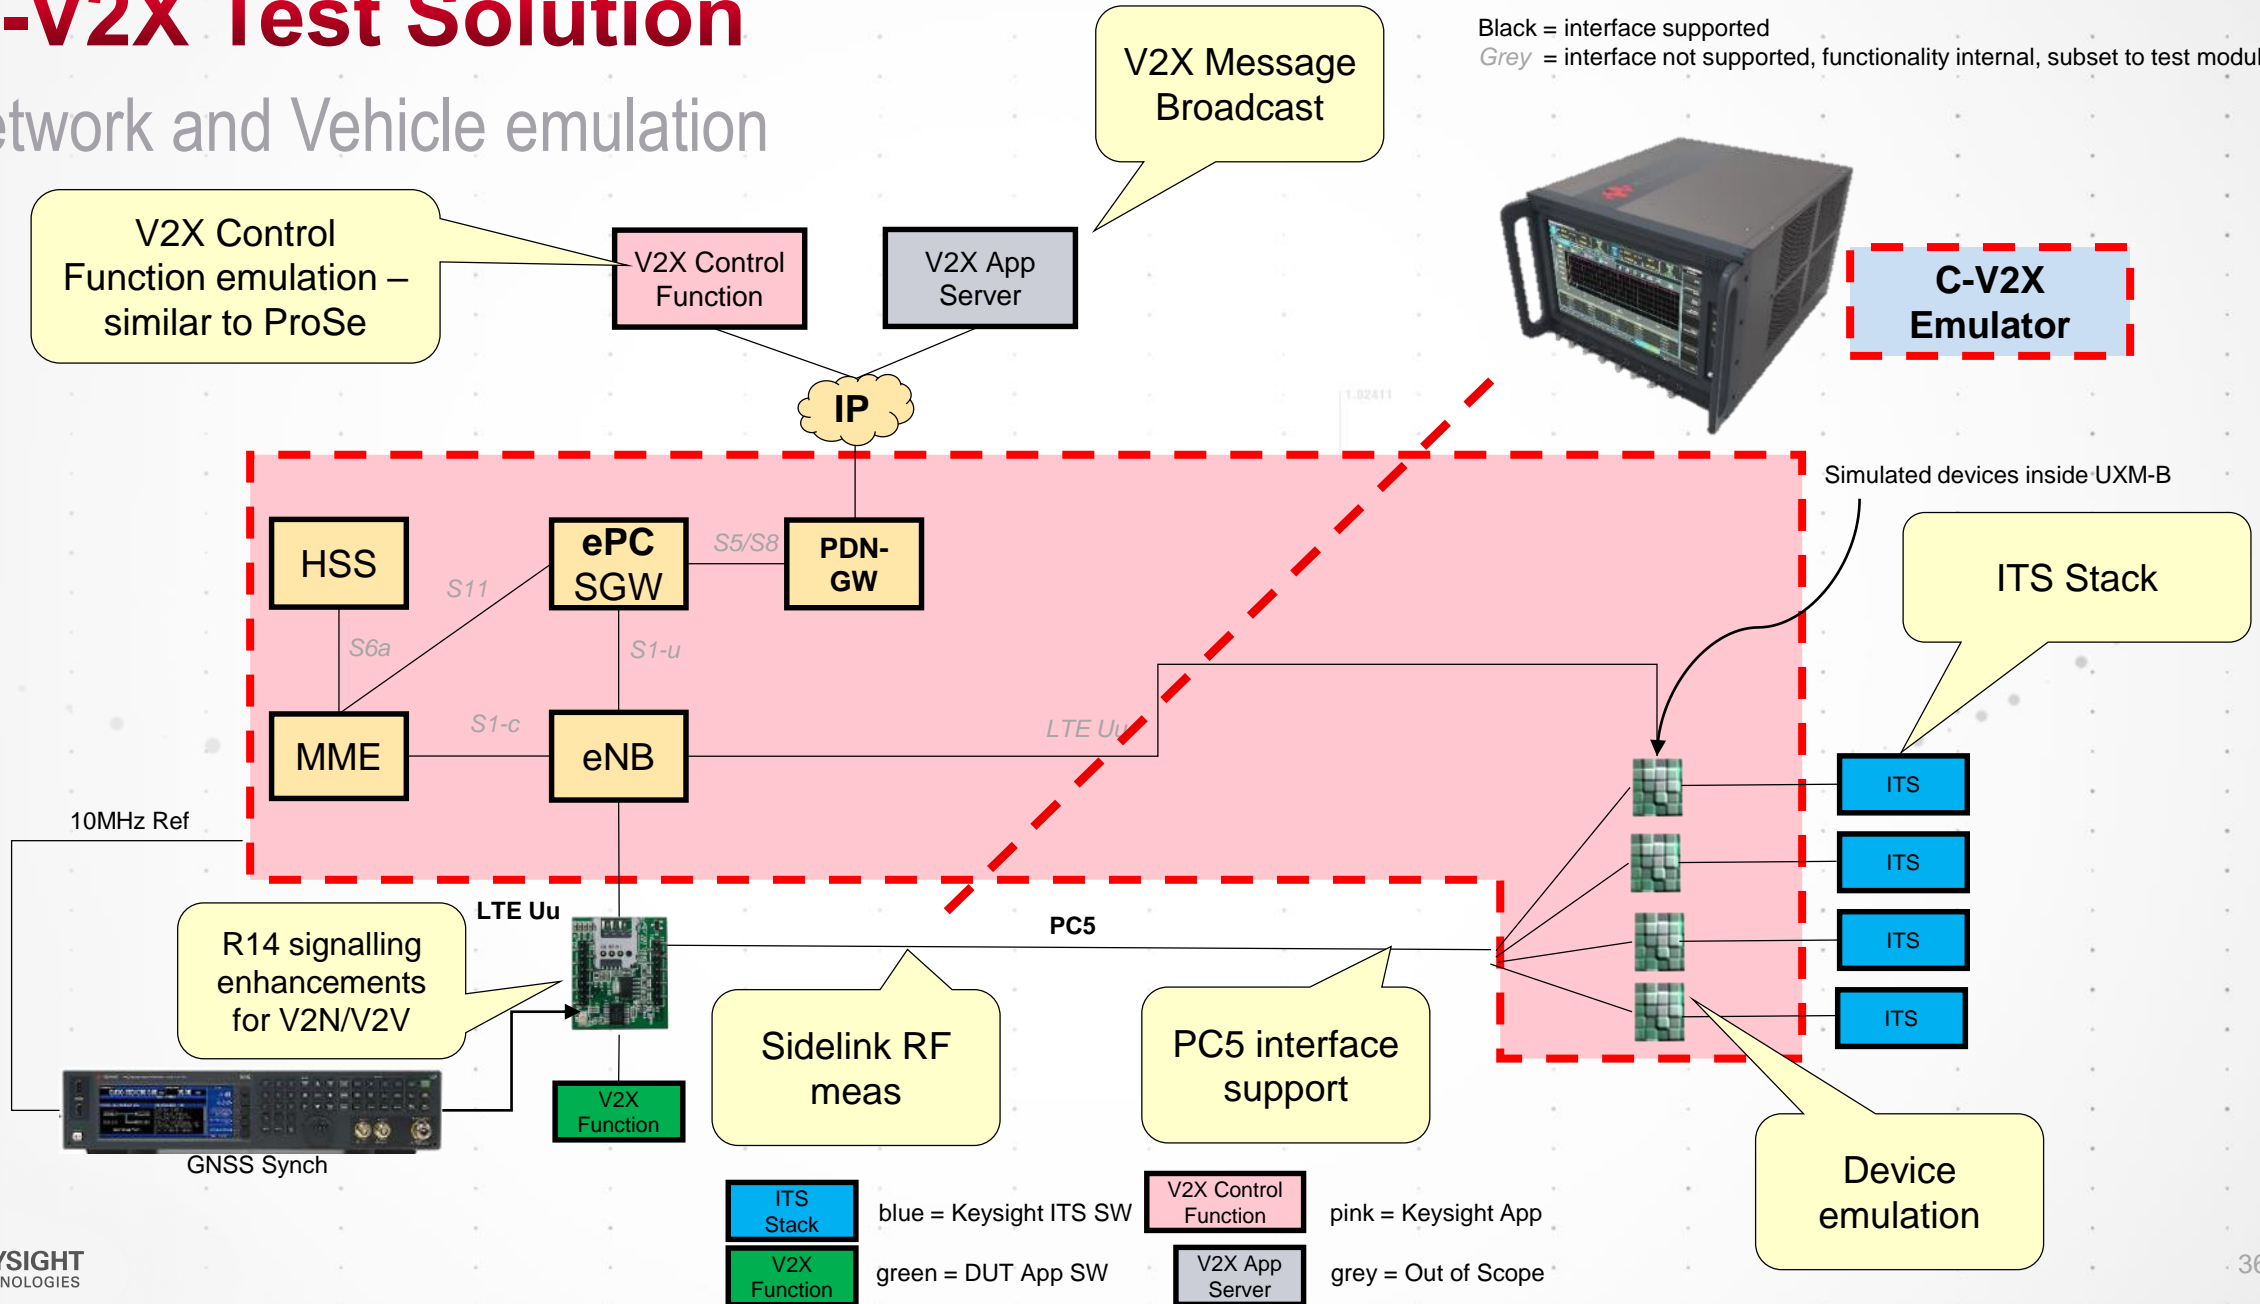 -V2X Test Solution
etwork and Vehicle emulation
Black = interface supported
Grey = interface not supported, functionality internal, subset to test modul
V2X Message
Broadcast
V2X Control
Function emulation –
similar to ProSe
V2X Control
Function
V2X App
Server
C-V2X
Emulator
IP
1.82411
Simulated devices inside UXM-B
HSS
ePC
SGW
S5/S8
PDN-
GW
S11
S6a
S1-u
ITS Stack
MME
S1-c
eNB
LTE Uu
ITS
ITS
ITS
ITS
10MHz Ref
LTE Uu
PC5
R14 signalling
enhancements
for V2N/V2V
Sidelink RF
meas
PC5 interface
support
Device
emulation
V2X
Function
GNSS Synch
ITS
Stack
blue = Keysight ITS SW
V2X Control
Function
pink = Keysight App
V2X
Function
green = DUT App SW
V2X App
Server
grey = Out of Scope
YSIGHT
NOLOGIES
36